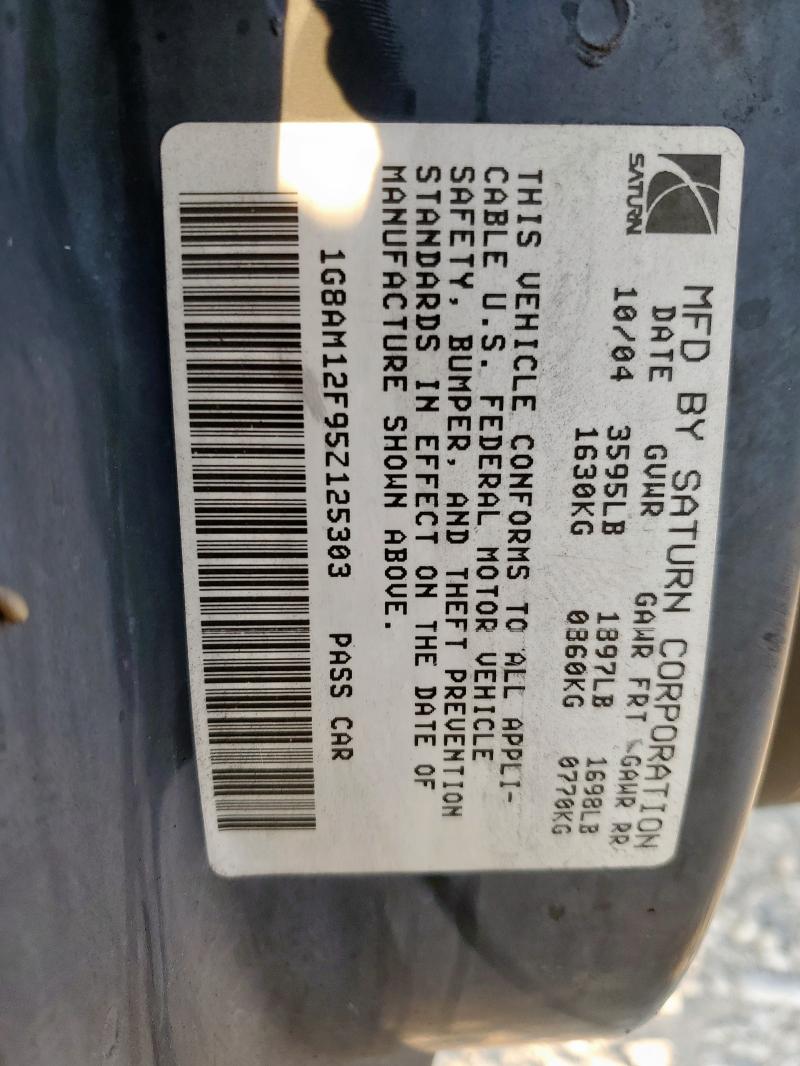 SATURN
MFD BY SATURN CORPORATION
DATE GVWR GAWR FRT GAWR RR
10/04 3595LB 1897LB 1698LB
1630KG 0860KG 0770KG
THIS VEHICLE CONFORMS TO ALL APPLI-
CABLE U.S. FEDERAL MOTOR VEHICLE
SAFETY, BUMPER, AND THEFT PREVENTION
STANDARDS IN EFFECT ON THE DATE OF
MANUFACTURE SHOWN ABOVE.
1G8AM12F95Z125303 PASS CAR